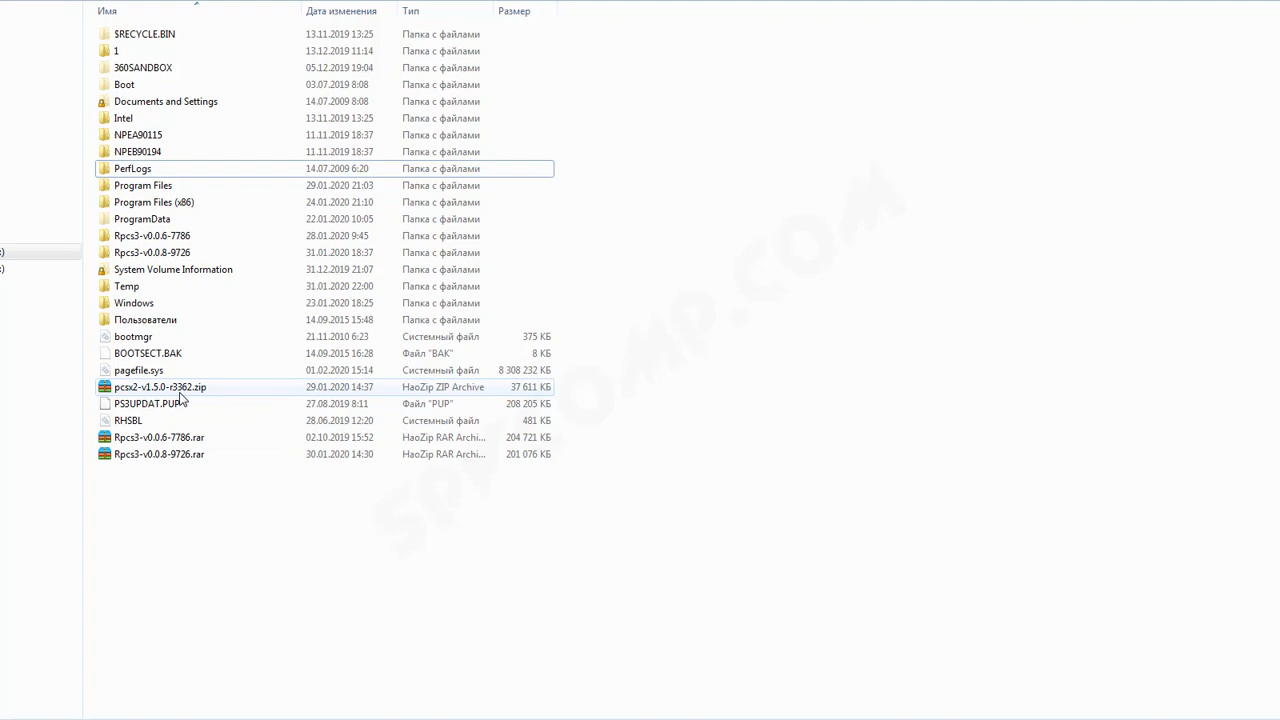 Имя Дата изменения Тип Размер
$RECYCLE.BIN 13.11.2019 13:25 Папка с файлами
1 13.12.2019 11:14 Папка с файлами
360SANDBOX 05.12.2019 19:04 Папка с файлами
Boot 03.07.2019 8:08 Папка с файлами
Documents and Settings 14.07.2009 8:08 Папка с файлами
Intel 13.11.2019 13:25 Папка с файлами
NPEA90115 11.11.2019 18:37 Папка с файлами
NPEB90194 11.11.2019 18:37 Папка с файлами
PerfLogs 14.07.2009 6:20 Папка с файлами
Program Files 29.01.2020 21:03 Папка с файлами
Program Files (x86) 24.01.2020 21:10 Папка с файлами
ProgramData 22.01.2020 10:05 Папка с файлами
Rpcs3-v0.0.6-7786 28.01.2020 9:45 Папка с файлами
:) Rpcs3-v0.0.8-9726 31.01.2020 18:37 Папка с файлами
:) System Volume Information 31.12.2019 21:07 Папка с файлами
Temp 31.01.2020 22:00 Папка с файлами
Windows 23.01.2020 18:25 Папка с файлами
Пользователи 14.09.2015 15:48 Папка с файлами
bootmgr 21.11.2010 6:23 Системный файл 375 КБ
BOOTSECT.BAK 14.09.2015 16:28 Файл "BAK" 8 КБ
pagefile.sys 01.02.2020 15:14 Системный файл 8 308 232 КБ
pcsx2-v1.5.0-r3362.zip 29.01.2020 14:37 HaoZip ZIP Archive 37 611 КБ
PS3UPDAT.PUP 27.08.2019 8:11 Файл "PUP" 208 205 КБ
RHSBL 28.06.2019 12:20 Системный файл 481 КБ
Rpcs3-v0.0.6-7786.rar 02.10.2019 15:52 HaoZip RAR Archi... 204 721 КБ
Rpcs3-v0.0.8-9726.rar 30.01.2020 14:30 HaoZip RAR Archi... 201 076 КБ